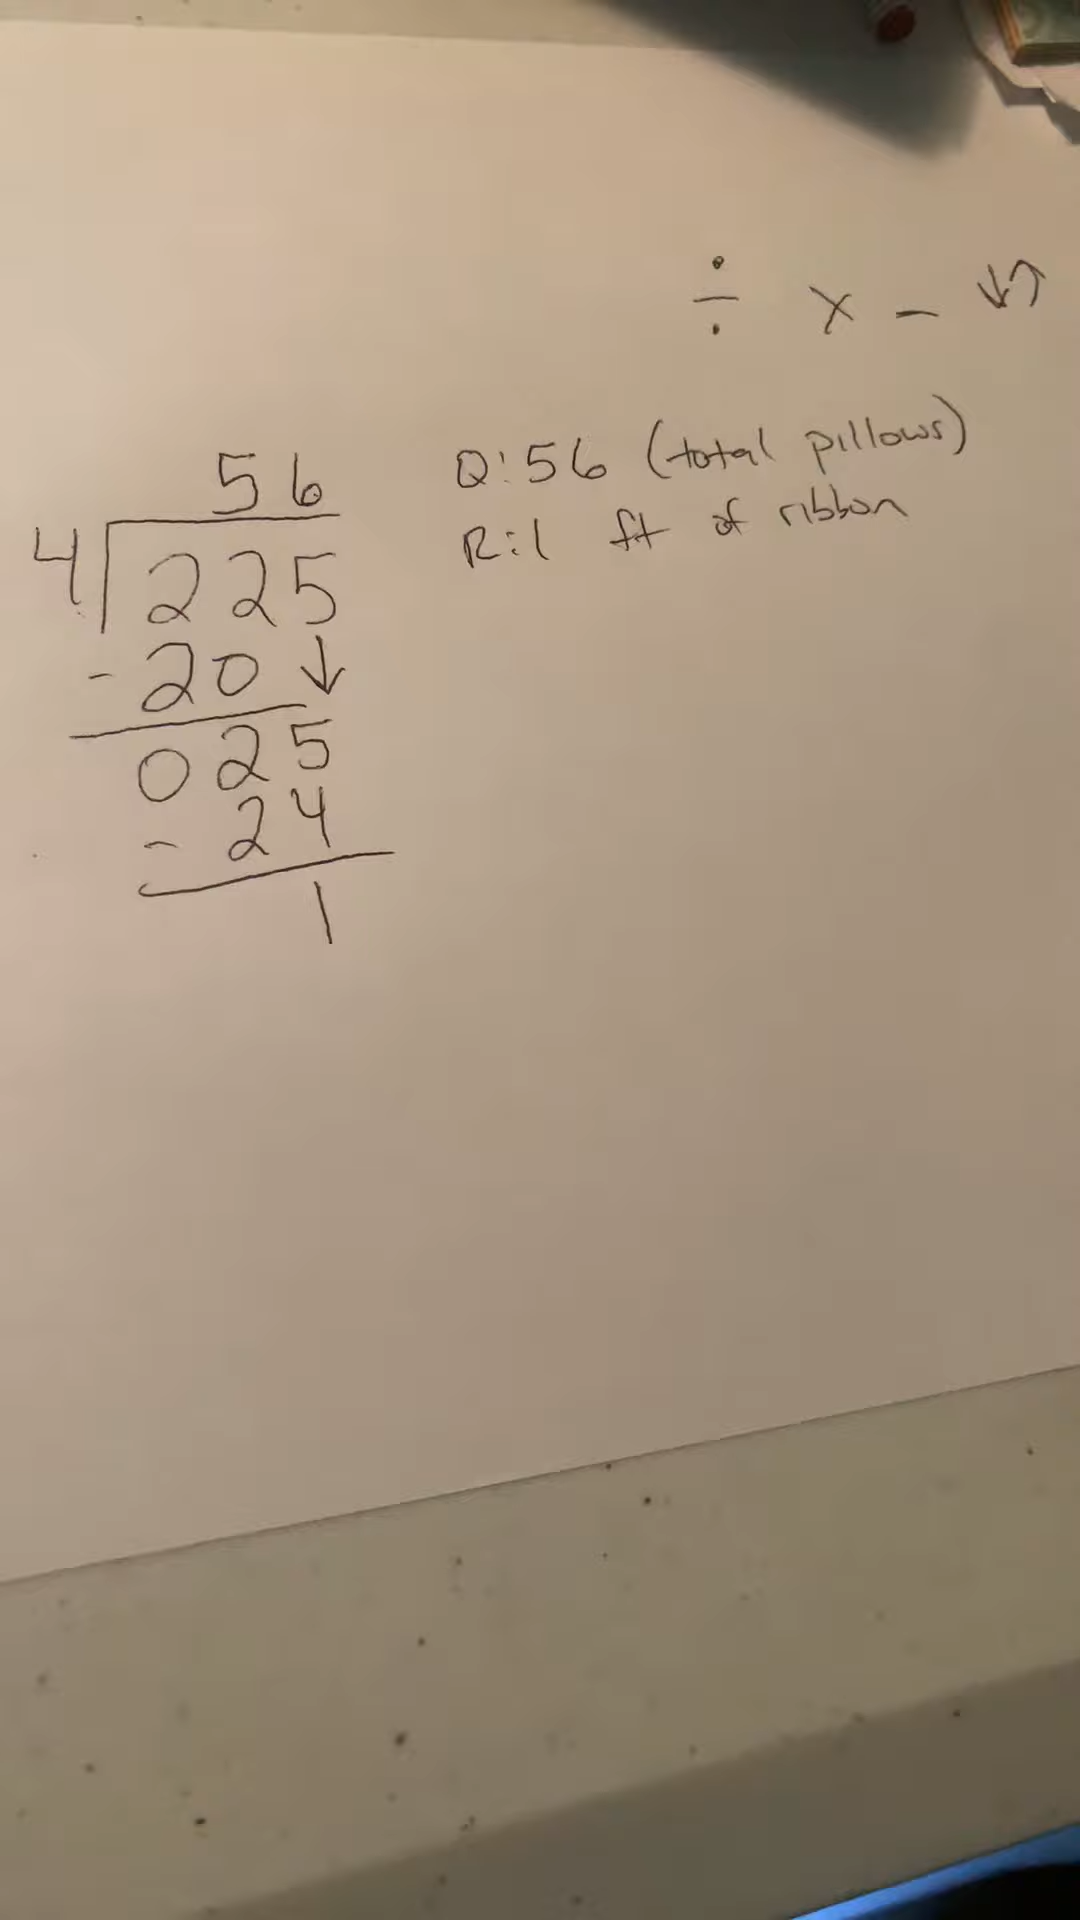 ÷ × - ↓↑
56
4 225
- 20 ↓
025
- 24
1
Q: 56 (total pillows)
R: 1 ft of ribbon